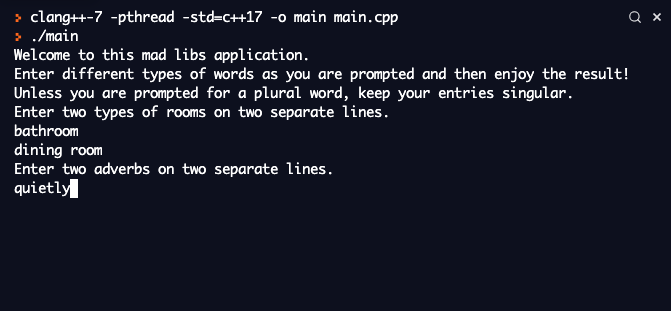 > clang++-7 -pthread -std=c++17 -o main main.cpp
> ./main
Welcome to this mad libs application.
Enter different types of words as you are prompted and then enjoy the result!
Unless you are prompted for a plural word, keep your entries singular.
Enter two types of rooms on two separate lines.
bathroom
dining room
Enter two adverbs on two separate lines.
quietly